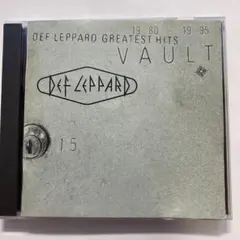 19 80 19 95
DEF LEPPARD GREATEST HITS
VAULT
DEF LEPPARD
15